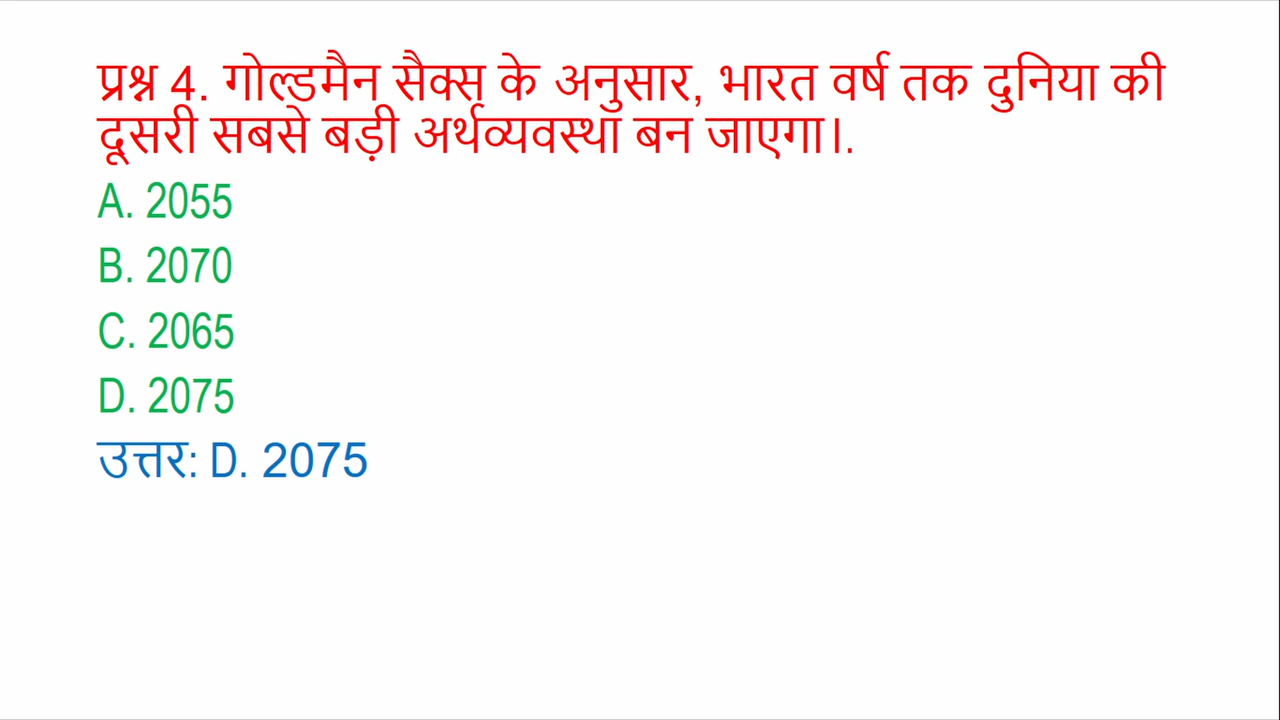 प्रश्न 4. गोल्डमैन सैक्स के अनुसार, भारत वर्ष तक दुनिया की
दूसरी सबसे बड़ी अर्थव्यवस्था बन जाएगा।.
A. 2055
B. 2070
C. 2065
D. 2075
उत्तर: D. 2075